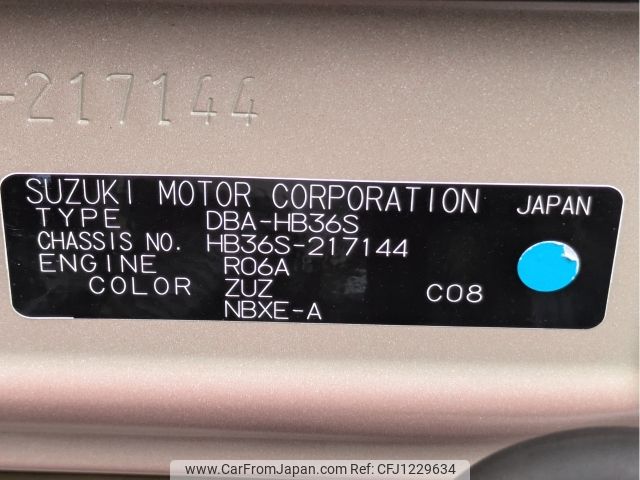 -217144
SUZUKI MOTOR CORPORATION JAPAN
TYPE DBA-HB36S
CHASSIS NO. HB36S-217144
ENGINE R06A
COLOR ZUZ C08
NBXE-A
www.CarFromJapan.com CFJ1229634